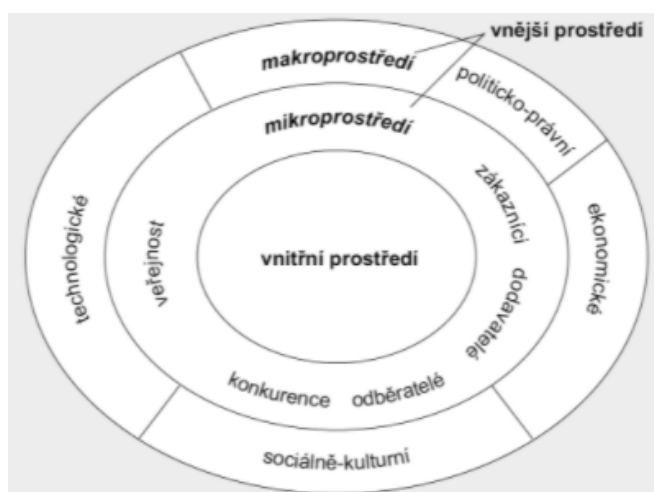 vnější prostředí
makroprostředí
politicko-právní
mikroprostředí
zákazníci
ekonomické
technologické
veřejnost
vnitřní prostředí
dodavatelé
konkurence
odběratelé
sociálně-kulturní